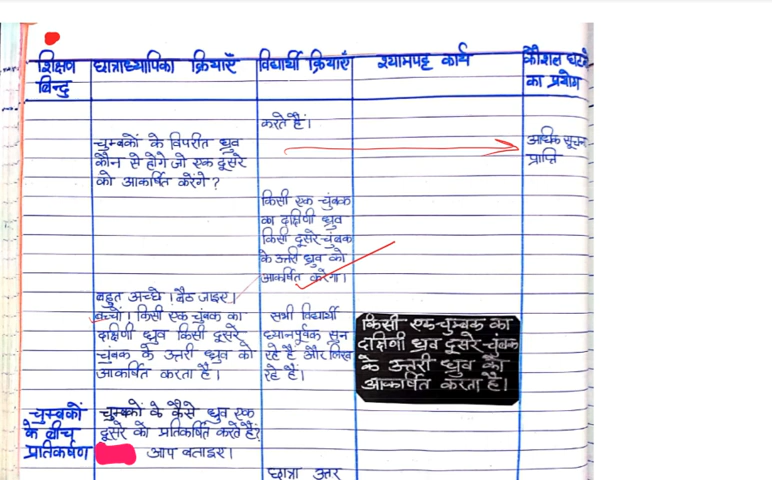 शिक्षण बिन्दु
छात्राध्यापिका क्रियाएँ
विद्यार्थी क्रियाएं
श्यामपट्ट कार्य
कौशल घटको का प्रयोग
करते हैं।
चुम्बकों के विपरीत ध्रुव
कौन से होंगे जो एक दूसरे
को आकर्षित करेंगे?
अधिक सूचना
प्राप्ति
किसी एक चुंबक
का दक्षिणी ध्रुव
किसी दूसरे चुंबक
के उत्तरी ध्रुव को
आकर्षित करेगा।
बहुत अच्छे। बैठ जाइए।
बच्चों। किसी एक चुंबक का
दक्षिणी ध्रुव किसी दूसरे
चुंबक के उत्तरी ध्रुव को
आकर्षित करता है।
सभी विद्यार्थी
ध्यानपूर्वक सुन
रहे हैं और लिख
रहे हैं।
किसी एक चुम्बक का
दक्षिणी ध्रुव दूसरे चुंबक
के उत्तरी ध्रुव को
आकर्षित करता है।
चुम्बकों
के बीच
प्रतिकर्षण
चुम्बकों के कैसे ध्रुव एक
दूसरे को प्रतिकर्षित करते हैं?
आप बताइए।
छात्रा उत्तर